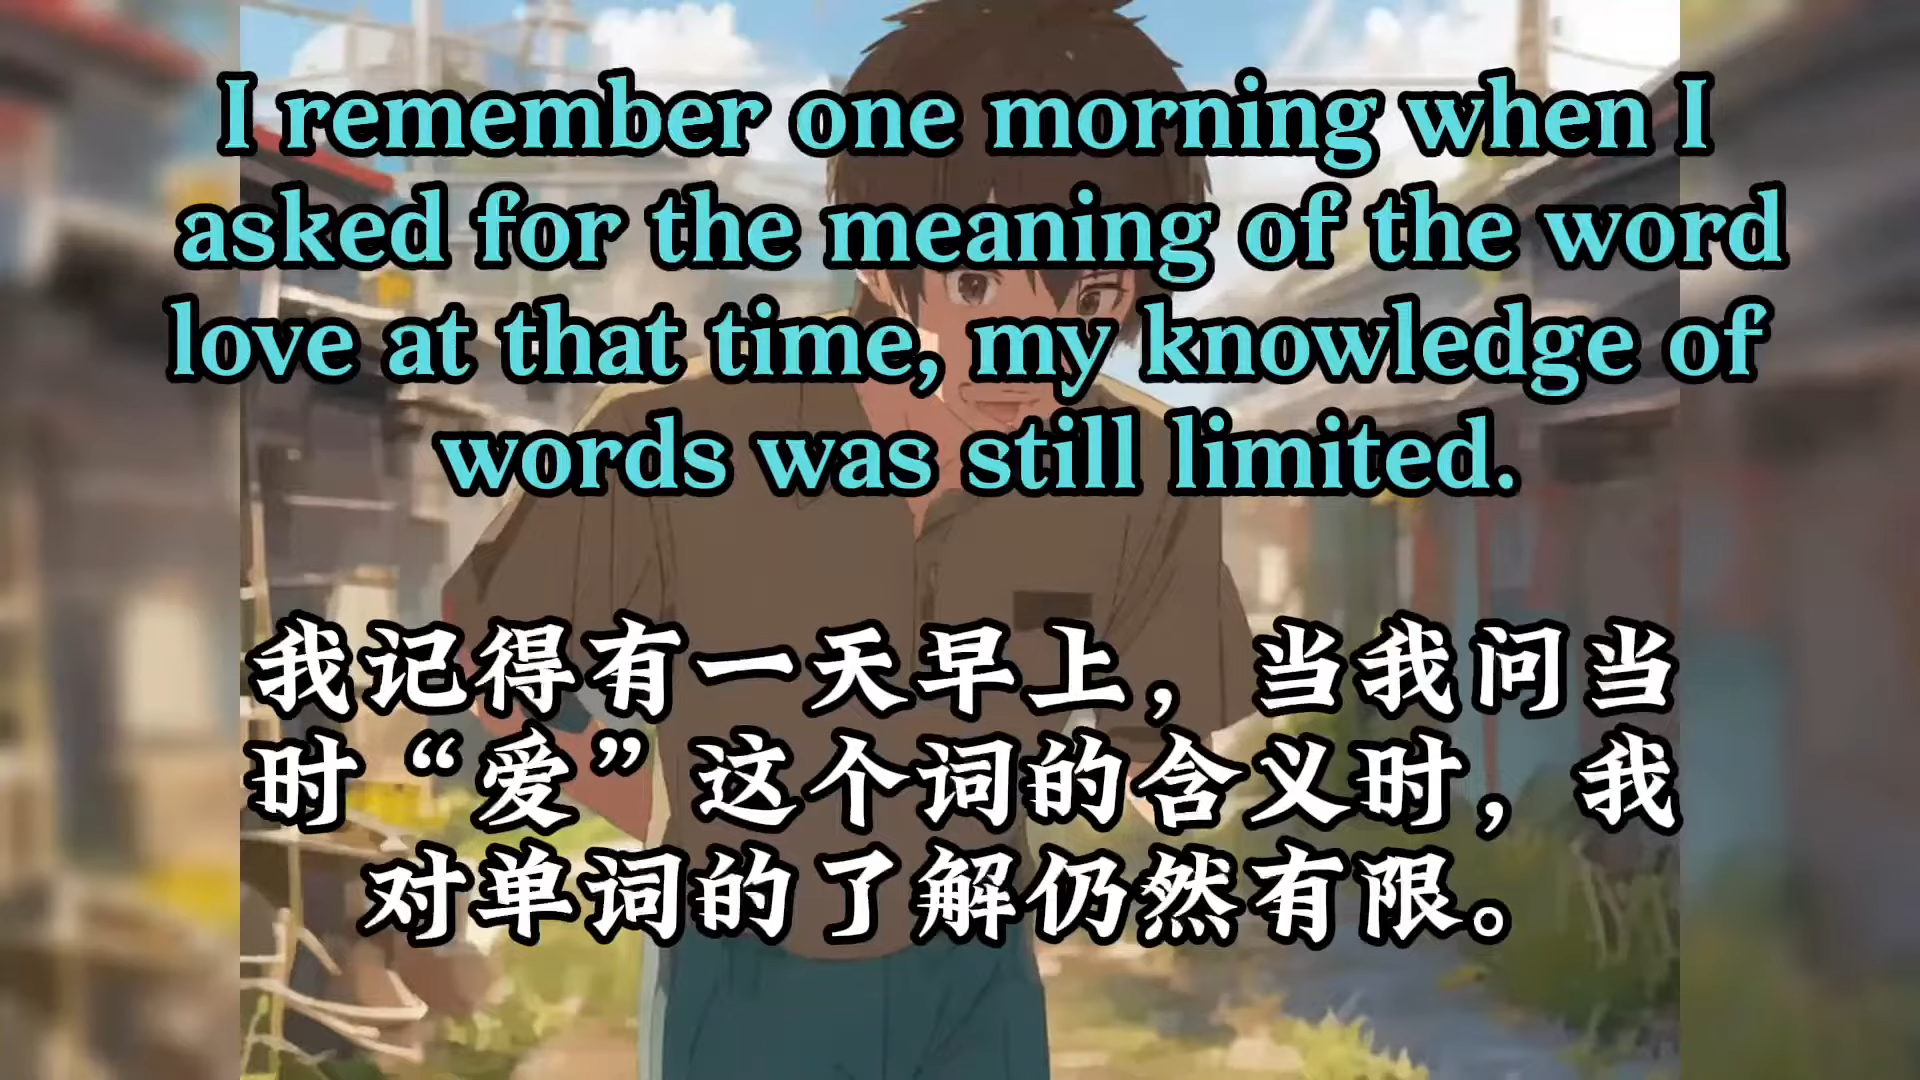 I remember one morning when I
asked for the meaning of the word
love at that time, my knowledge of
words was still limited.
我记得有一天早上，当我问当
时“爱”这个词的含义时，我
对单词的了解仍然有限。